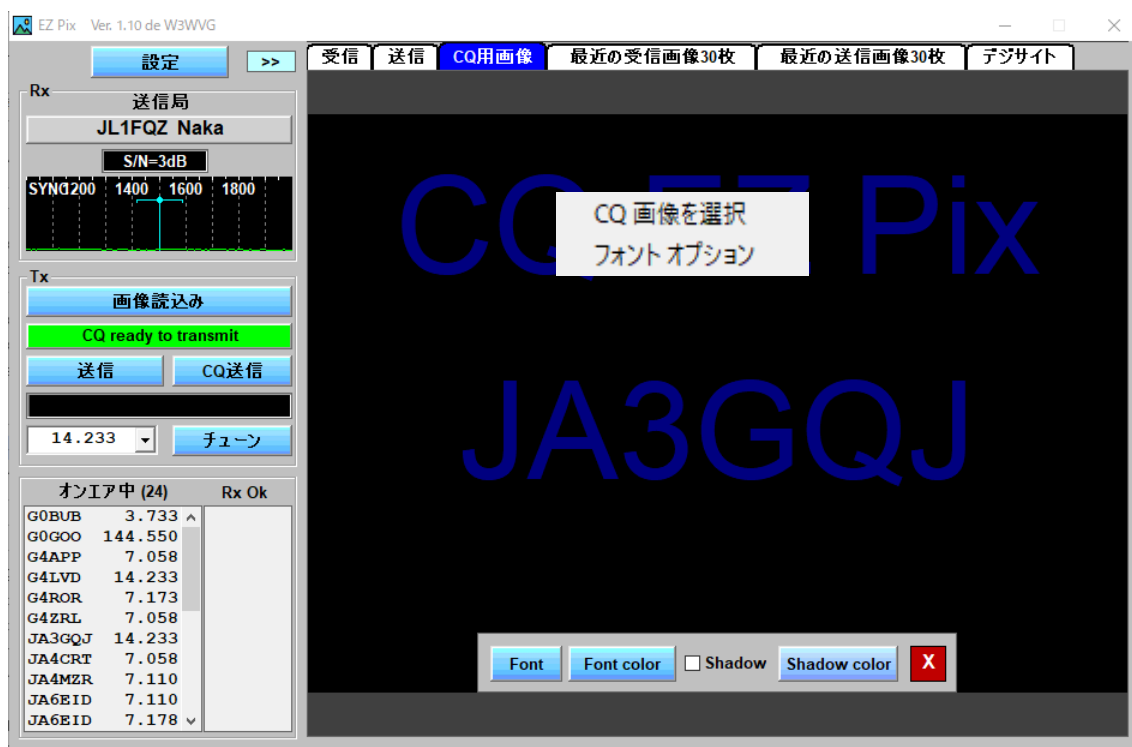 EZ Pix Ver. 1.10 de W3WVG
設定 >>
受信 送信 CQ用画像 最近の受信画像30枚 最近の送信画像30枚 デジサイト
Rx
送信局
JL1FQZ Naka
S/N=3dB
SYNC 1200 1400 1600 1800
Tx
画像読込み
CQ ready to transmit
送信 CQ送信
14.233 チューン
オンエア中 (24) Rx Ok
G0BUB 3.733
G0GOO 144.550
G4APP 7.058
G4LVD 14.233
G4ROR 7.173
G4ZRL 7.058
JA3GQJ 14.233
JA4CRT 7.058
JA4MZR 7.110
JA6EID 7.110
JA6EID 7.178
CQ EZ Pix
CQ 画像を選択
フォント オプション
JA3GQJ
Font Font color Shadow Shadow color X